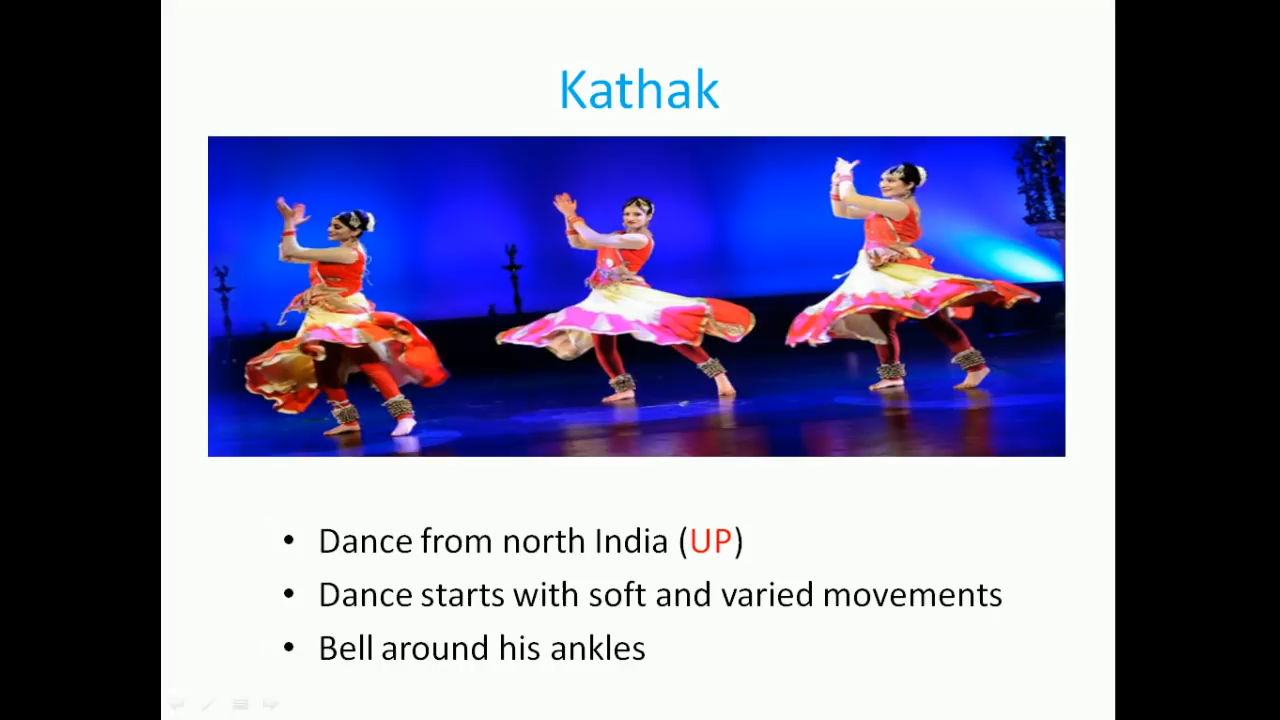 Kathak
• Dance from north India (UP)
• Dance starts with soft and varied movements
• Bell around his ankles